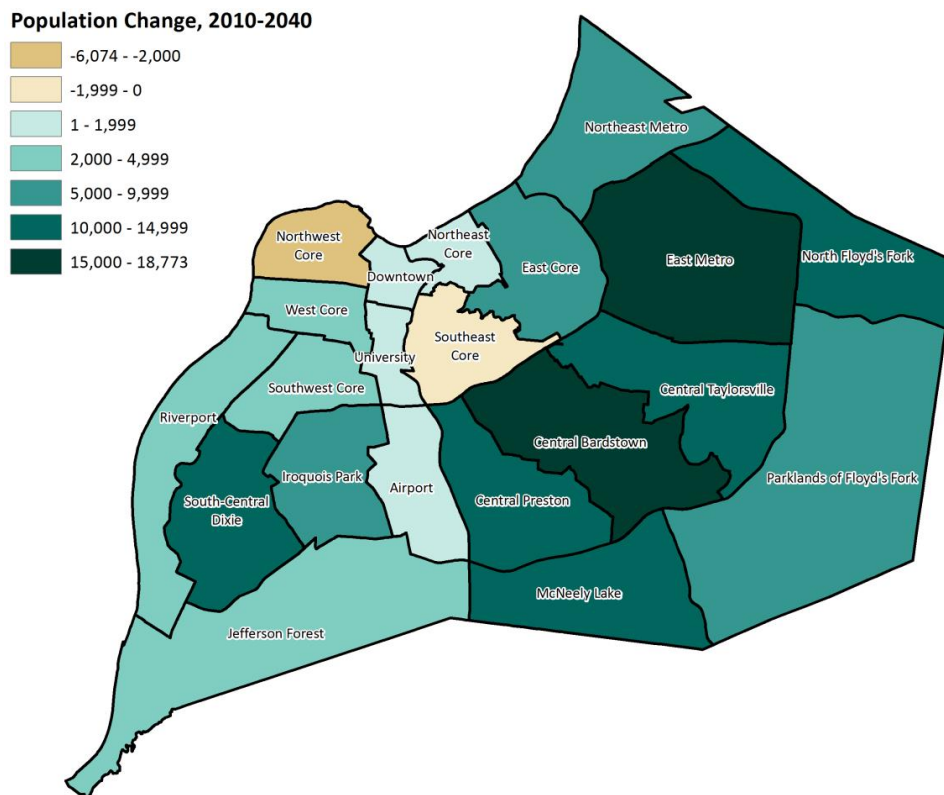 Population Change, 2010-2040
-6,074 - -2,000
-1,999 - 0
1 - 1,999
2,000 - 4,999
5,000 - 9,999
10,000 - 14,999
15,000 - 18,773
Northeast Metro
Northwest
Core
Northeast
Core
Downtown
East Core
East Metro
North Floyd's Fork
West Core
University
Southeast
Core
Southwest Core
Central Taylorsville
Riverport
Central Bardstown
Iroquois Park
Airport
Parklands of Floyd's Fork
South-Central
Dixie
Central Preston
McNeely Lake
Jefferson Forest